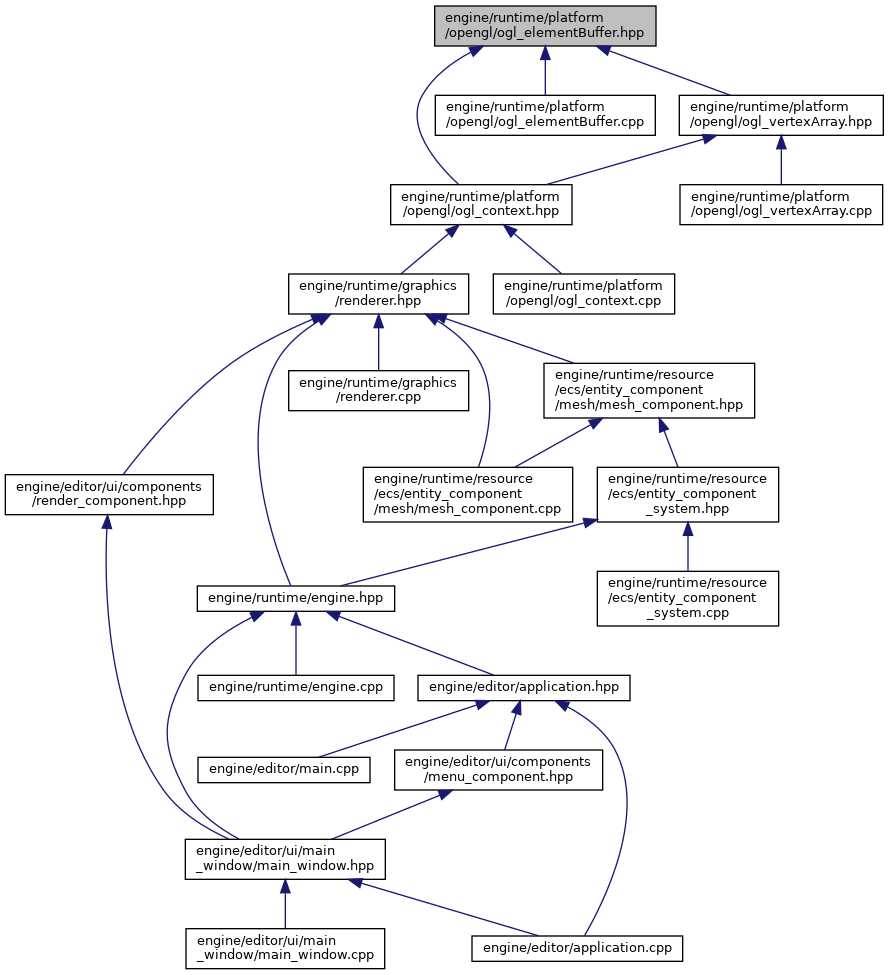 engine/runtime/platform
/opengl/ogl_elementBuffer.hpp
engine/runtime/platform
/opengl/ogl_elementBuffer.cpp
engine/runtime/platform
/opengl/ogl_vertexArray.hpp
engine/runtime/platform
/opengl/ogl_context.hpp
engine/runtime/platform
/opengl/ogl_vertexArray.cpp
engine/runtime/graphics
/renderer.hpp
engine/runtime/platform
/opengl/ogl_context.cpp
engine/runtime/graphics
/renderer.cpp
engine/runtime/resource
/ecs/entity_component
/mesh/mesh_component.hpp
engine/editor/ui/components
/render_component.hpp
engine/runtime/resource
/ecs/entity_component
/mesh/mesh_component.cpp
engine/runtime/resource
/ecs/entity_component
_system.hpp
engine/runtime/engine.hpp
engine/runtime/resource
/ecs/entity_component
_system.cpp
engine/runtime/engine.cpp
engine/editor/application.hpp
engine/editor/main.cpp
engine/editor/ui/components
/menu_component.hpp
engine/editor/ui/main
_window/main_window.hpp
engine/editor/ui/main
_window/main_window.cpp
engine/editor/application.cpp